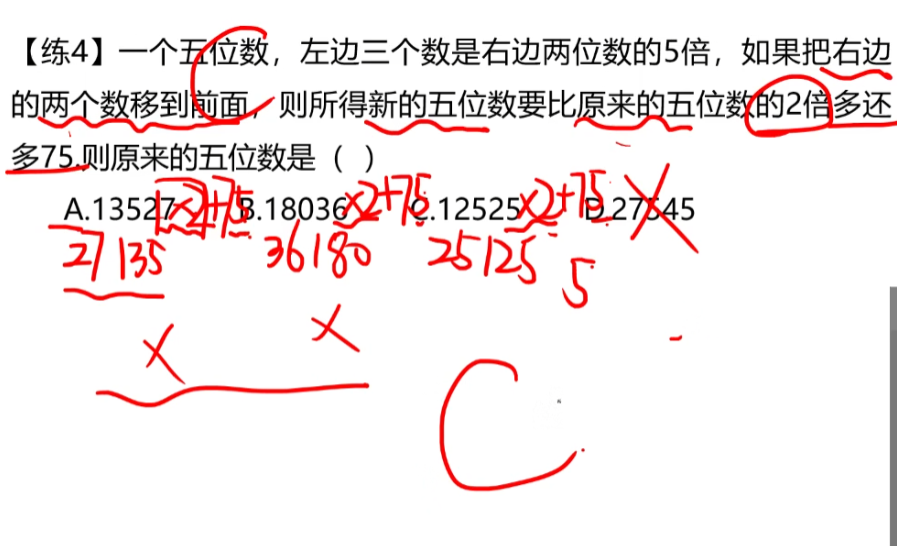 【练4】一个五位数，左边三个数是右边两位数的5倍，如果把右边
的两个数移到前面，则所得新的五位数要比原来的五位数的2倍多还
多75.则原来的五位数是（ ）
A.13527×2+75 B.18036×2+75 C.12525×2+75 D.27545
27135 36180 25125 5
× ×
C